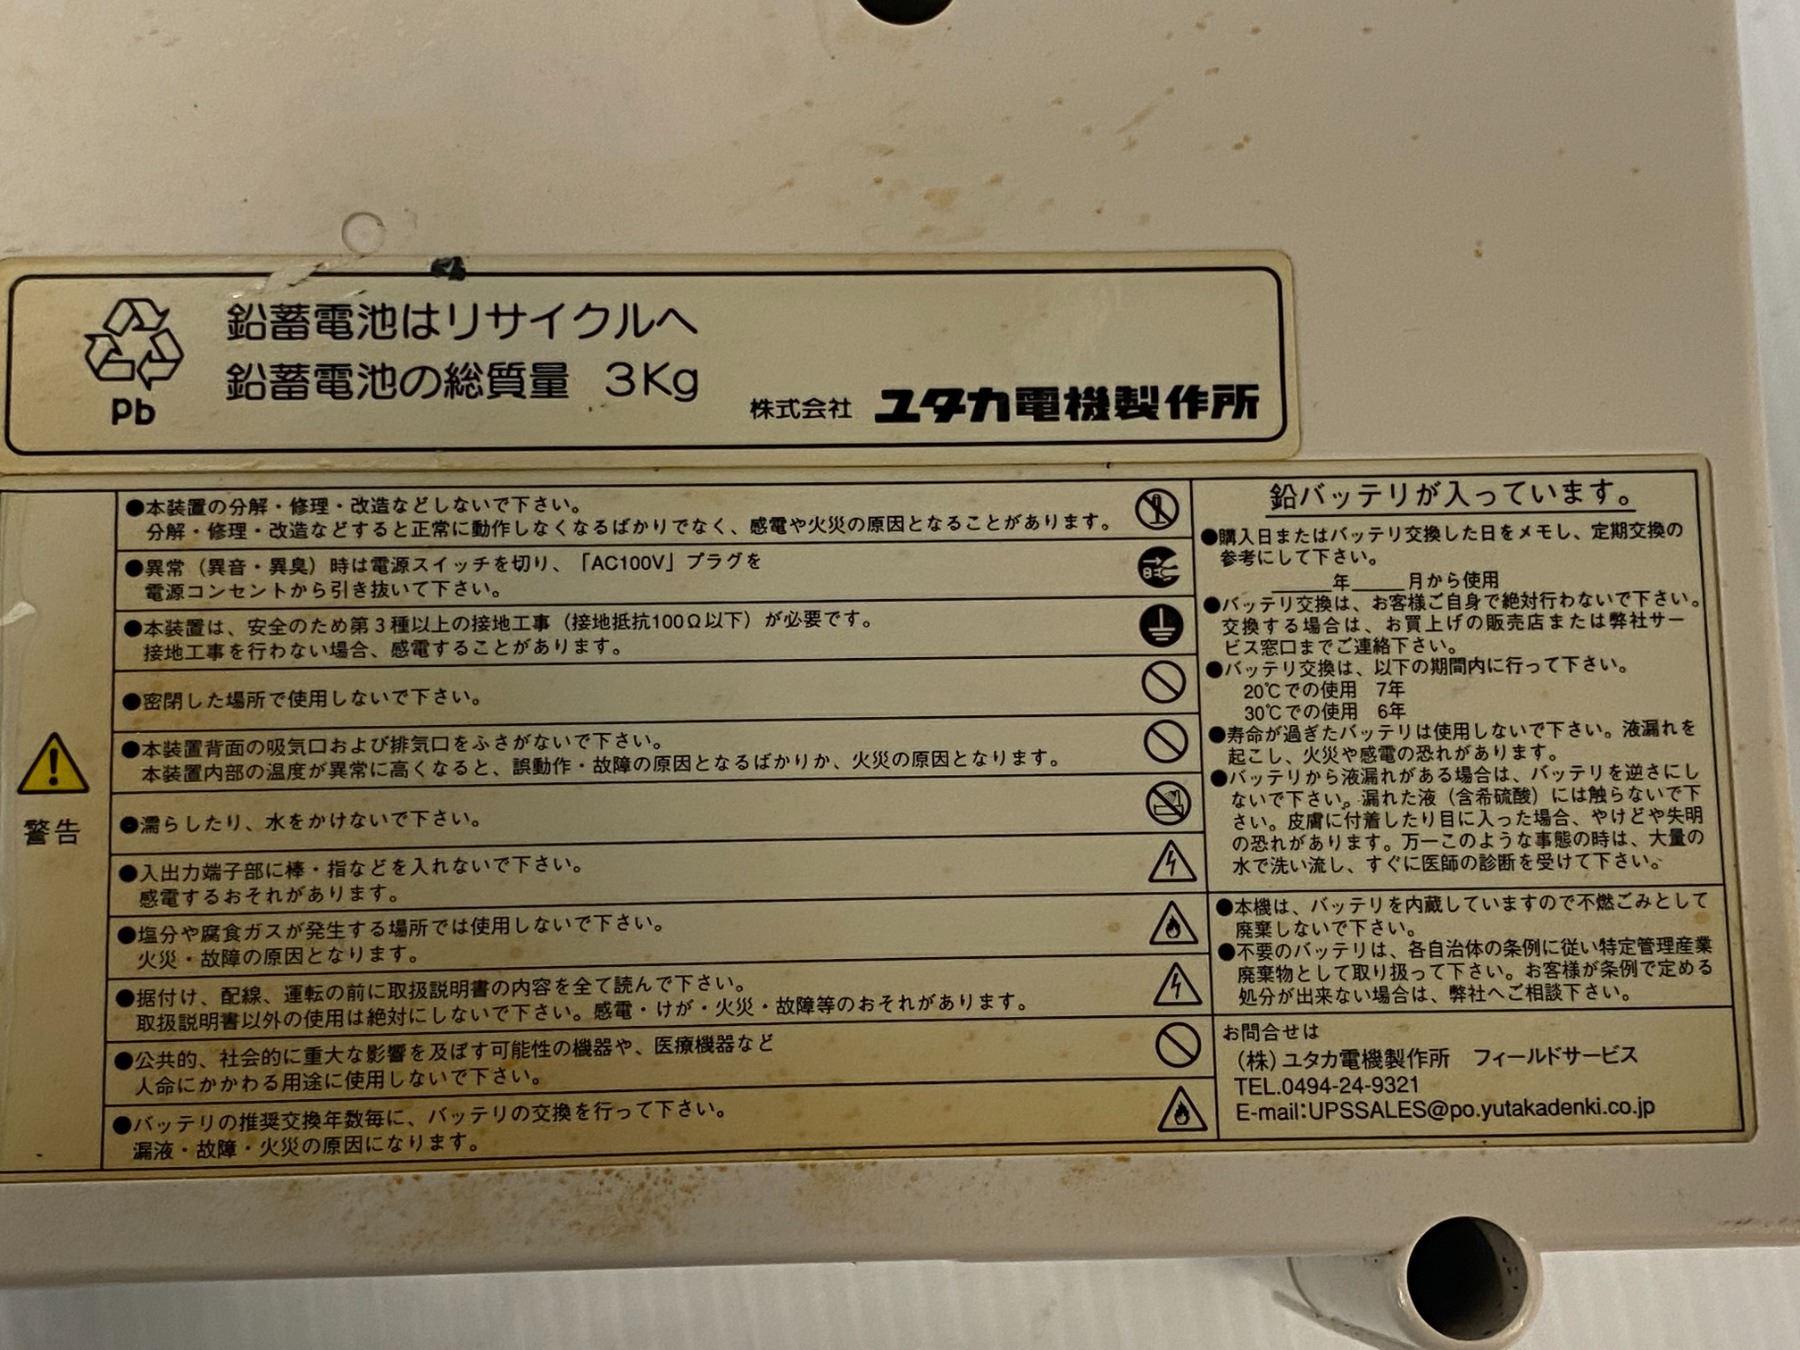 鉛蓄電池はリサイクルへ
鉛蓄電池の総質量 3Kg
Pb
株式会社 ユタカ電機製作所
警告
●本装置の分解・修理・改造などしないで下さい。
分解・修理・改造などすると正常に動作しなくなるばかりでなく、感電や火災の原因となることがあります。
●異常（異音・異臭）時は電源スイッチを切り、「AC100V」プラグを
電源コンセントから引き抜いて下さい。
●本装置は、安全のため第3種以上の接地工事（接地抵抗100Ω以下）が必要です。
接地工事を行わない場合、感電することがあります。
●密閉した場所で使用しないで下さい。
●本装置背面の吸気口および排気口をふさがないで下さい。
本装置内部の温度が異常に高くなると、誤動作・故障の原因となるばかりか、火災の原因となります。
●濡らしたり、水をかけないで下さい。
●入出力端子部に棒・指などを入れないで下さい。
感電するおそれがあります。
●塩分や腐食ガスが発生する場所では使用しないで下さい。
火災・故障の原因となります。
●据付け、配線、運転の前に取扱説明書の内容を全て読んで下さい。
取扱説明書以外の使用は絶対にしないで下さい。感電・けが・火災・故障等のおそれがあります。
●公共的、社会的に重大な影響を及ぼす可能性の機器や、医療機器など
人命にかかわる用途に使用しないで下さい。
●バッテリの推奨交換年数毎に、バッテリの交換を行って下さい。
漏液・故障・火災の原因になります。
鉛バッテリが入っています。
●購入日またはバッテリ交換した日をメモし、定期交換の
参考にして下さい。
____年____月から使用
●バッテリ交換は、お客様ご自身で絶対行わないで下さい。
交換する場合は、お買上げの販売店または弊社サー
ビス窓口までご連絡下さい。
●バッテリ交換は、以下の期間内に行って下さい。
20℃での使用 7年
30℃での使用 6年
●寿命が過ぎたバッテリは使用しないで下さい。液漏れを
起こし、火災や感電の恐れがあります。
●バッテリから液漏れがある場合は、バッテリを逆さにし
ないで下さい。漏れた液（含希硫酸）には触らないで下
さい。皮膚に付着したり目に入った場合、やけどや失明
の恐れがあります。万一このような事態の時は、大量の
水で洗い流し、すぐに医師の診断を受けて下さい。
●本機は、バッテリを内蔵していますので不燃ごみとして
廃棄しないで下さい。
●不要のバッテリは、各自治体の条例に従い特定管理産業
廃棄物として取り扱って下さい。お客様が条例で定める
処分が出来ない場合は、弊社へご相談下さい。
お問合せは
(株)ユタカ電機製作所 フィールドサービス
TEL.0494-24-9321
E-mail:UPSSALES@po.yutakadenki.co.jp